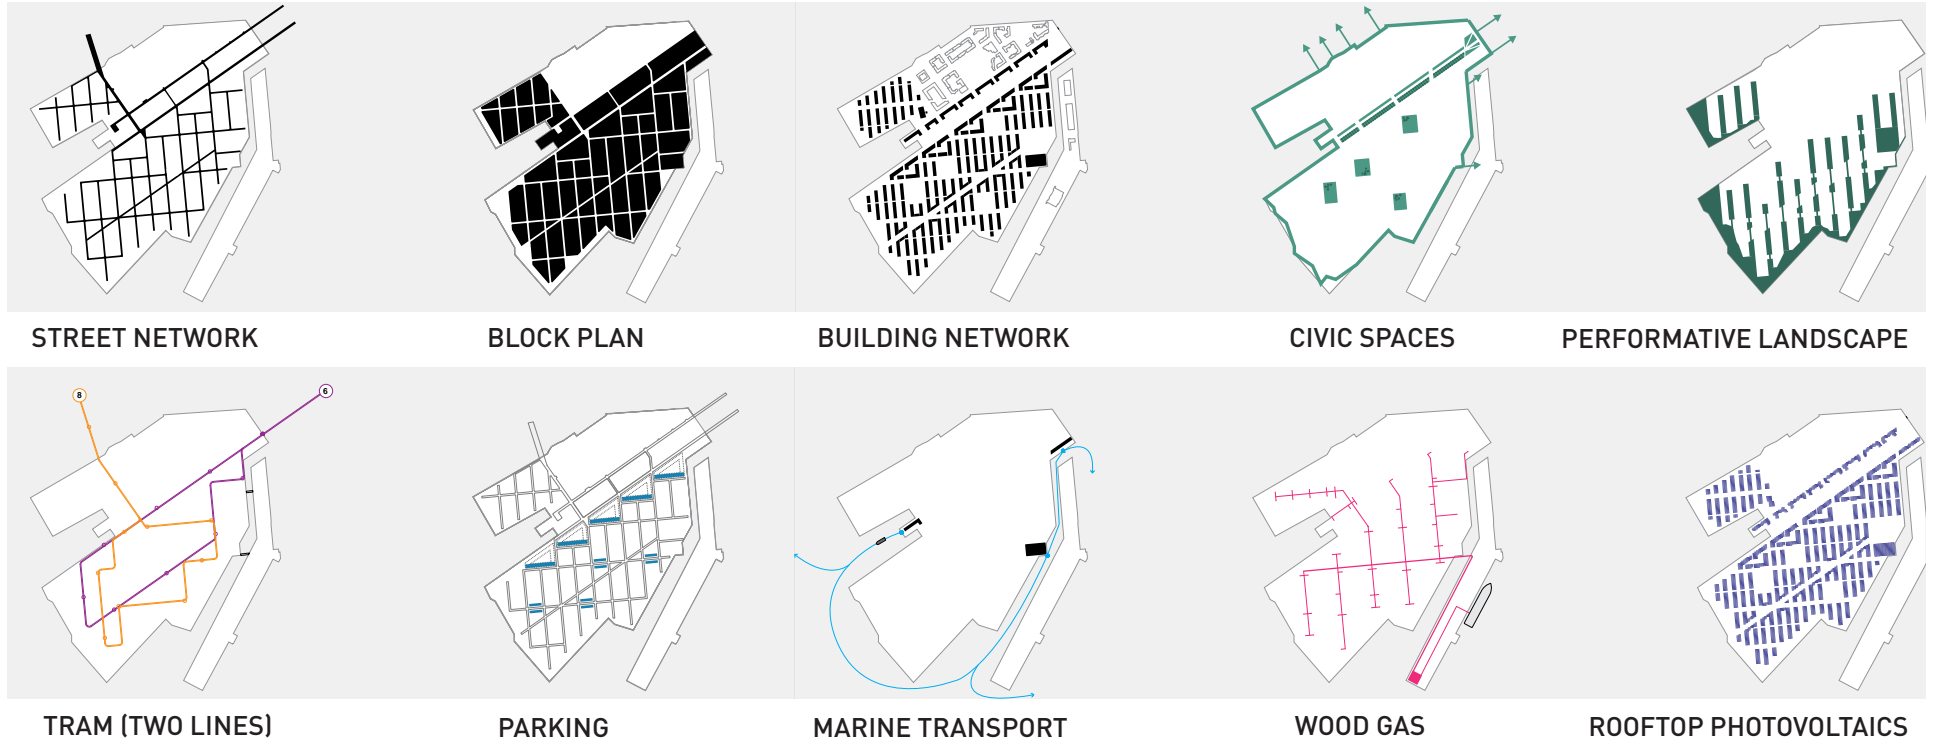 STREET NETWORK
BLOCK PLAN
BUILDING NETWORK
CIVIC SPACES
PERFORMATIVE LANDSCAPE
8
6
TRAM (TWO LINES)
PARKING
MARINE TRANSPORT
WOOD GAS
ROOFTOP PHOTOVOLTAICS